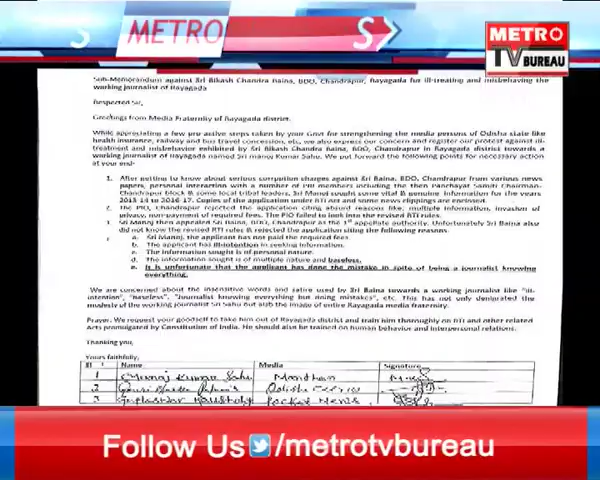 S METRO S METRO
TV BUREAU
Sub-Memorandum against Sri Bikash Chandra Baina, BDO, Chandrapur, Rayagada for ill-treating and misbehaving the
working journalist of Rayagada
Respected Sir,
Greetings from Media Fraternity of Rayagada district.
While appreciating a few pro active steps taken by your Govt for strengthening the media persons of Odisha state like
health insurance, railway and bus travel concession, etc, we also express our concern and register our protest against ill-
treatment and misbehavior exhibited by Sri Bikash Chandra Baina, BDO, Chandrapur in Rayagada district towards a
working journalist of Rayagada named Sri Manoj Kumar Sahu. We put forward the following points for necessary action
at your end-
1. After getting to know about serious corruption charges against Sri Baina, BDO, Chandrapur from various news
papers, personal interaction with a number of PRI members including the then Panchayat Samiti Chairman-
Chandrapur block & some local tribal leaders, Sri Manoj sought some vital & genuine information for the years
2013-14 to 2016-17. Copies of the application under RTI act and some news clippings are enclosed.
2. The PIO, Chandrapur rejected the application citing absurd reasons like, multiple information, invasion of
privacy, non-payment of required fees. The PIO failed to look into the revised RTI rules.
3. Sri Manoj then appealed Sri Baina, BDO, Chandrapur as the 1st appellate authority. Unfortunately Sri Baina also
did not know the revised RTI rules & rejected the application siting the following reasons
a. Sri Manoj, the applicant has not paid the required fees.
b. The applicant has illintention in seeking information.
c. The information sought is of personal nature.
d. The information sought is of multiple nature and baseless.
e. It is unfortunate that the applicant has done the mistake in spite of being a journalist knowing
everything.
We are concerned about the insensitive words and satire used by Sri Baina towards a working journalist like "ill-
intention", "baseless", "Journalist knowing everything but doing mistakes", etc. This has not only denigrated the
modesty of the working journalist Sri Sahu but also the image of entire Rayagada media fraternity.
Prayer: We request your goodself to take him out of Rayagada district and train him thoroughly on RTI and other related
Acts promulgated by Constitution of India. He should also be trained on human behavior and interpersonal relations.
Thanking you,
Yours faithfully,
Sl Name Media Signature
1 Manoj Kumar Sahu Manthan
2 Odisha
3 Pocket News
Follow Us /metrotvbureau